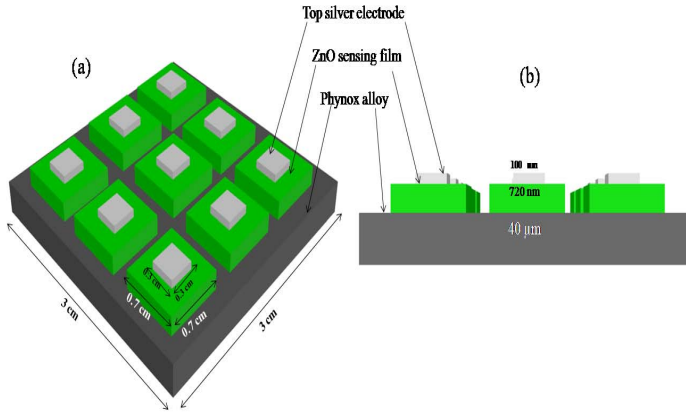 Top silver electrode
ZnO sensing film
Phynox alloy
(a)
(b)
100 nm
720 nm
40 µm
0.3 cm
0.3 cm
0.7 cm
0.7 cm
3 cm
3 cm